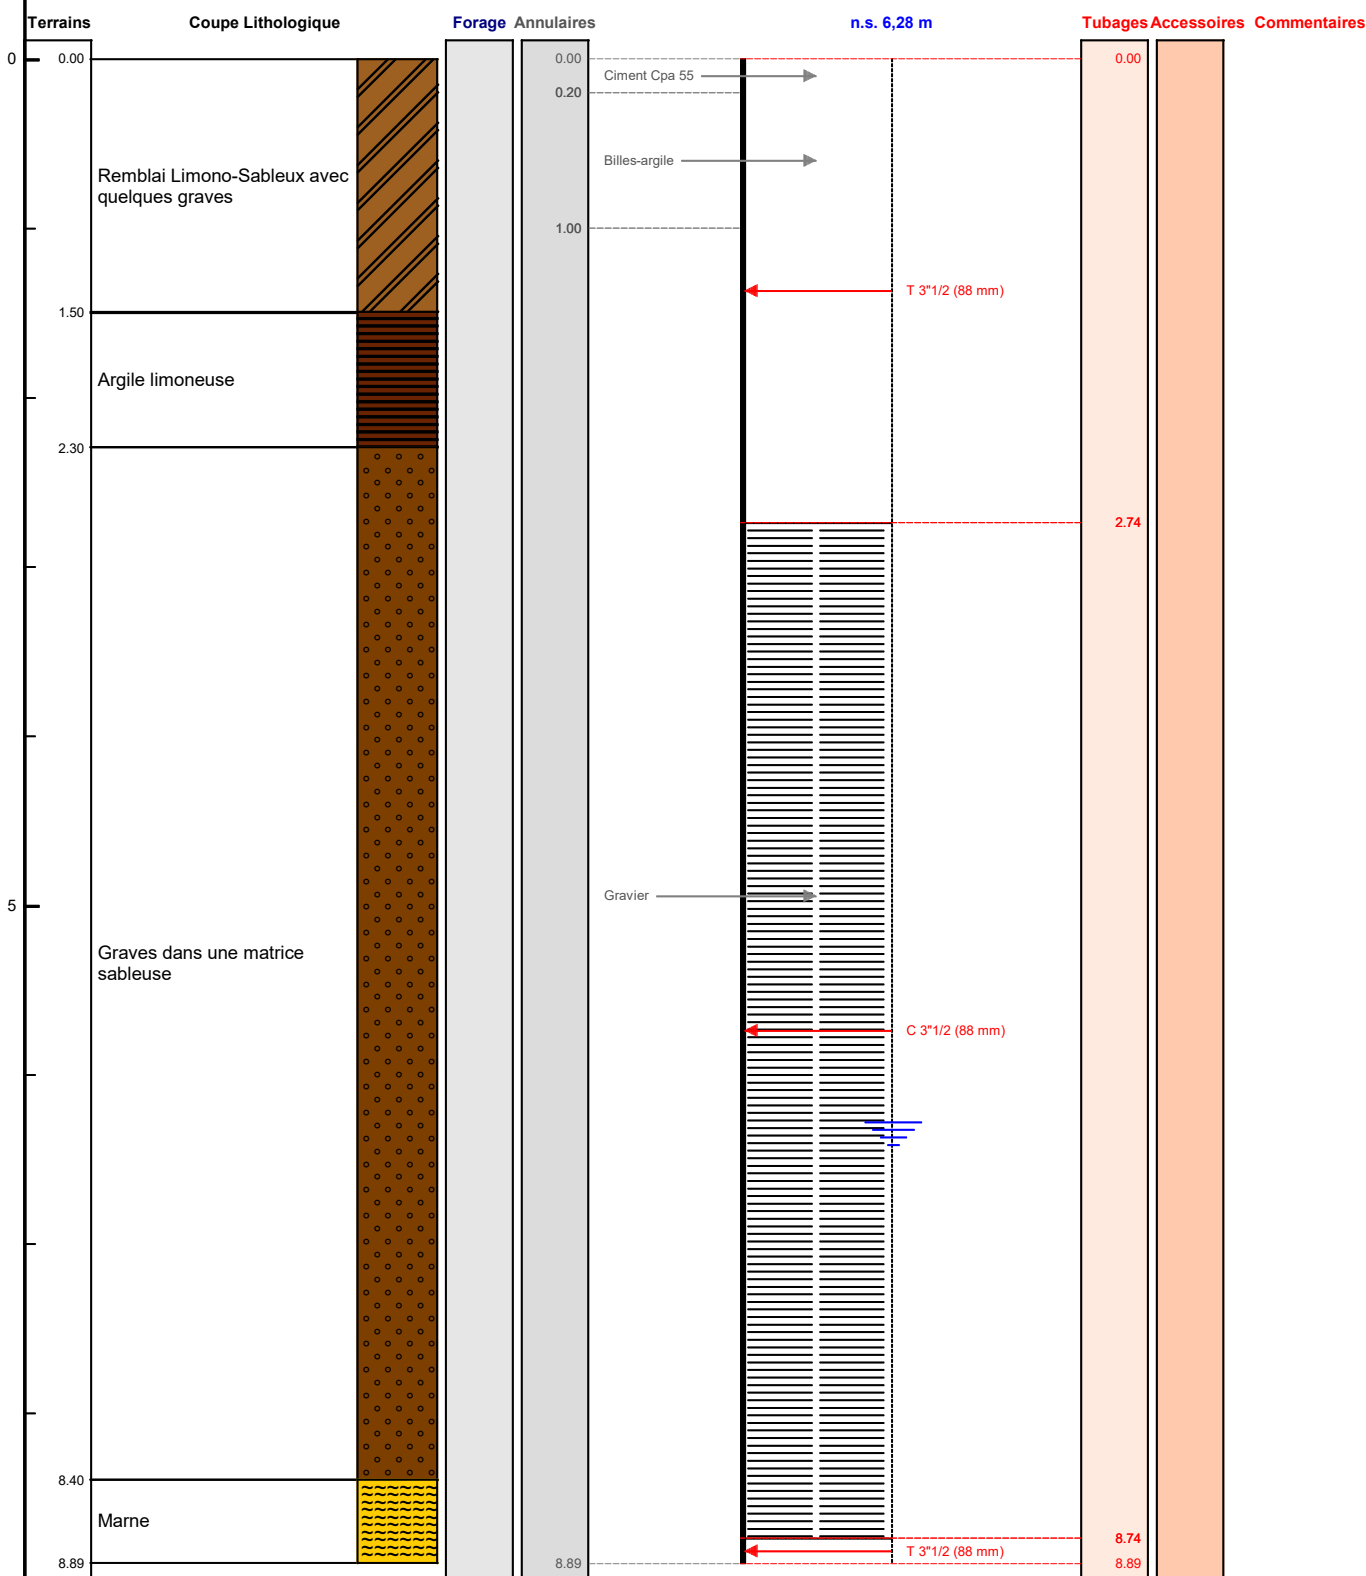 Terrains Coupe Lithologique Forage Annulaires n.s. 6,28 m Tubages Accessoires Commentaires
0 0.00 0.00 0.00
Ciment Cpa 55
0.20
Billes-argile
Remblai Limono-Sableux avec
quelques graves
1.00
T 3"1/2 (88 mm)
1.50
Argile limoneuse
2.30
2.74
Gravier
5
Graves dans une matrice
sableuse
C 3"1/2 (88 mm)
8.40
Marne
8.74
T 3"1/2 (88 mm)
8.89 8.89 8.89